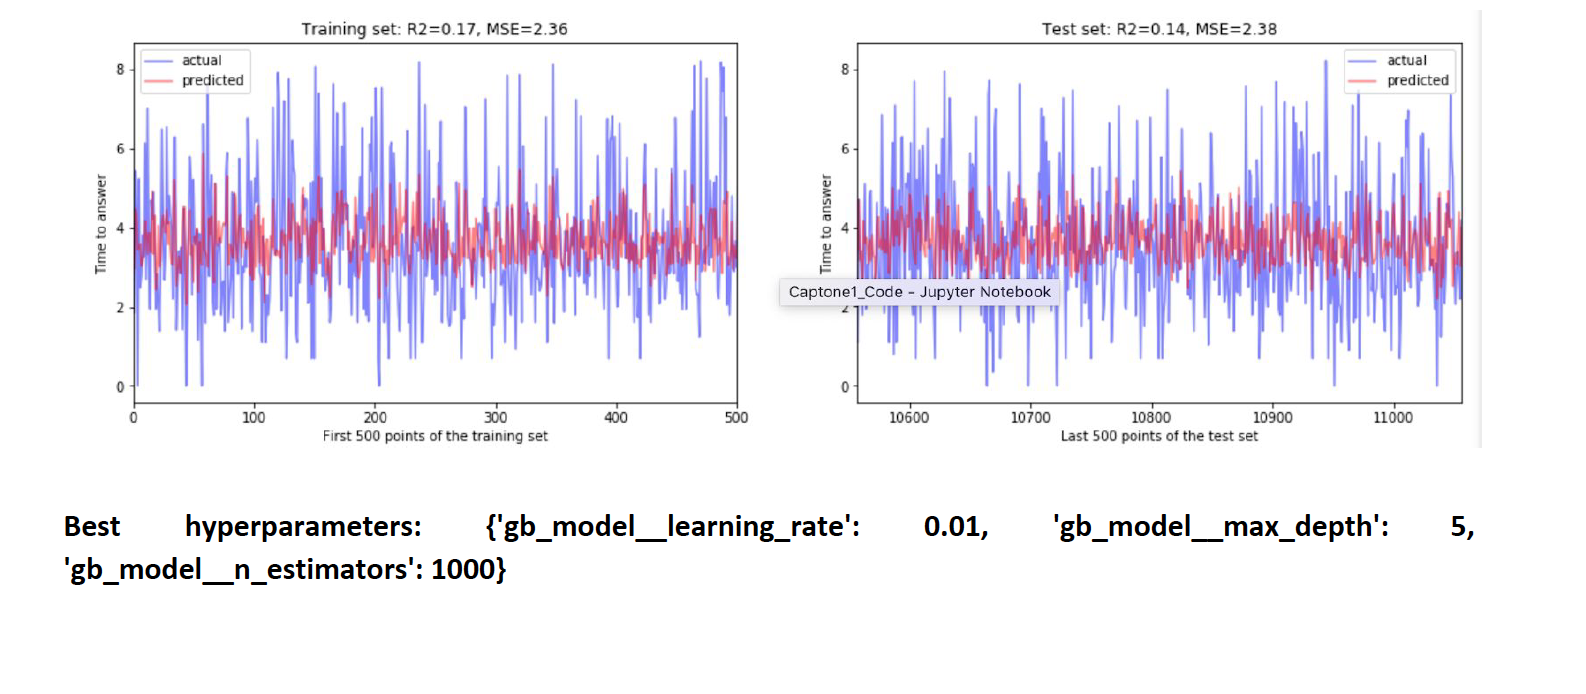 Training set: R2=0.17, MSE=2.36
actual
predicted
8
6
4
2
0
Time to answer
0 100 200 300 400 500
First 500 points of the training set
Test set: R2=0.14, MSE=2.38
actual
predicted
8
6
4
2
0
Time to answer
Captone1_Code - Jupyter Notebook
10600 10700 10800 10900 11000
Last 500 points of the test set
Best hyperparameters: {'gb_model__learning_rate': 0.01, 'gb_model__max_depth': 5,
'gb_model__n_estimators': 1000}